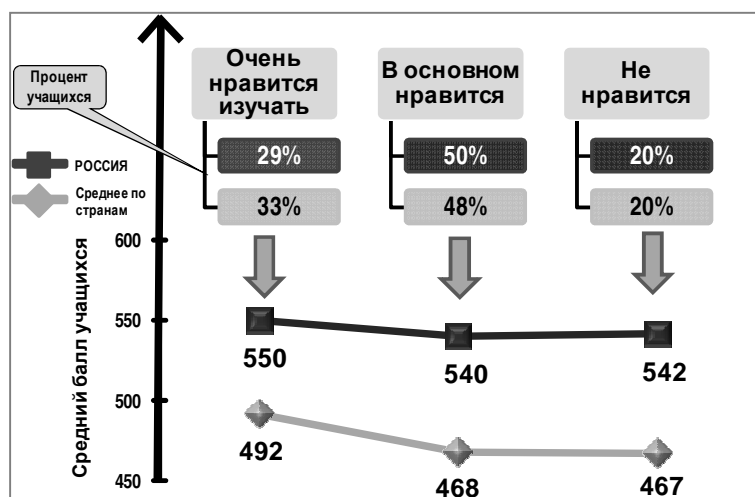 Процент
учащихся
Очень
нравится
изучать
В основном
нравится
Не
нравится
29%
50%
20%
33%
48%
20%
РОССИЯ
Среднее по
странам
Средний балл учащихся
600
550
500
450
550
540
542
492
468
467